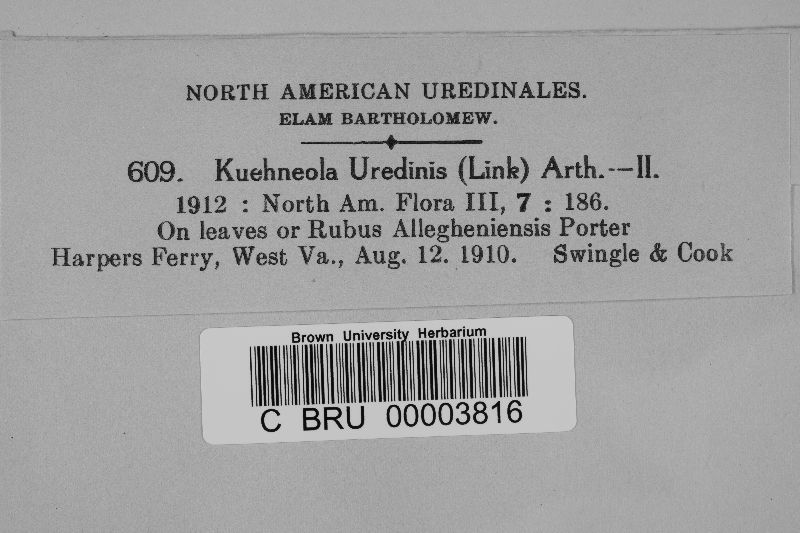 NORTH AMERICAN UREDINALES.
ELAM BARTHOLOMEW.
609. Kuehneola Uredinis (Link) Arth.—II.
1912 : North Am. Flora III, 7 : 186.
On leaves or Rubus Allegheniensis Porter
Harpers Ferry, West Va., Aug. 12. 1910. Swingle & Cook
Brown University Herbarium
C BRU 00003816